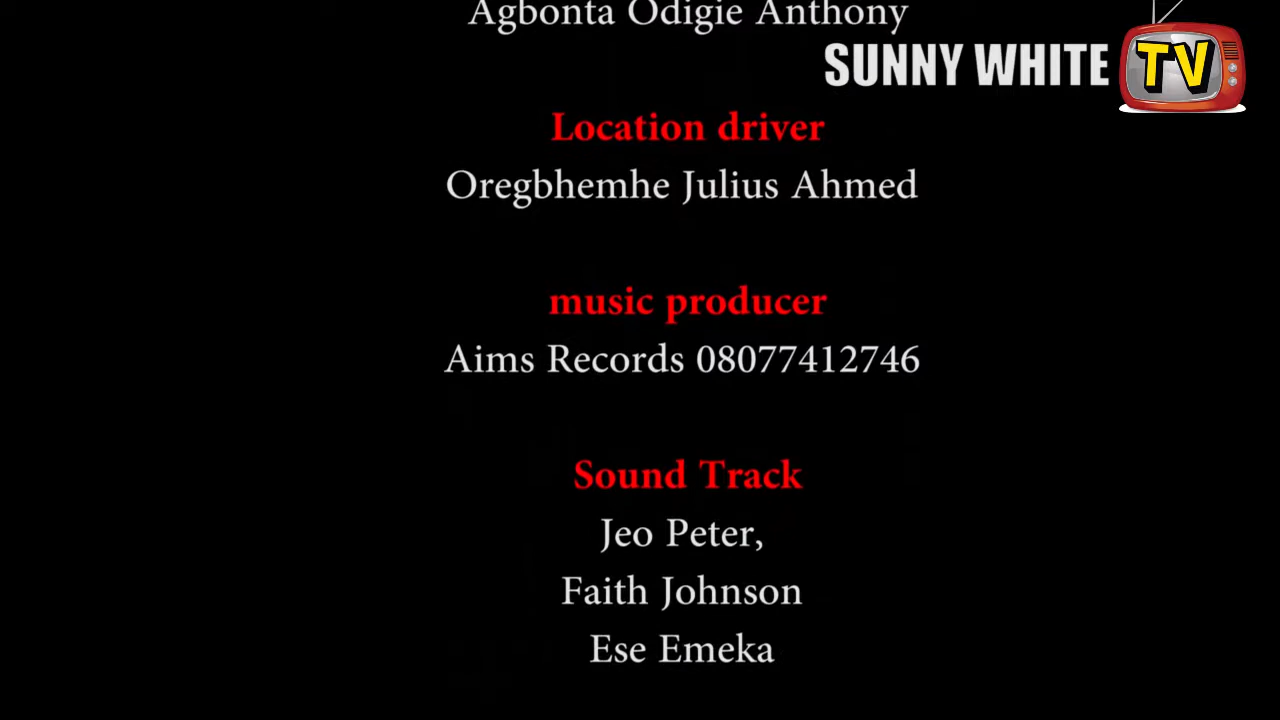 Agbonta Odigie Anthony
SUNNY WHITE TV
Location driver
Oregbhemhe Julius Ahmed
music producer
Aims Records 08077412746
Sound Track
Jeo Peter,
Faith Johnson
Ese Emeka